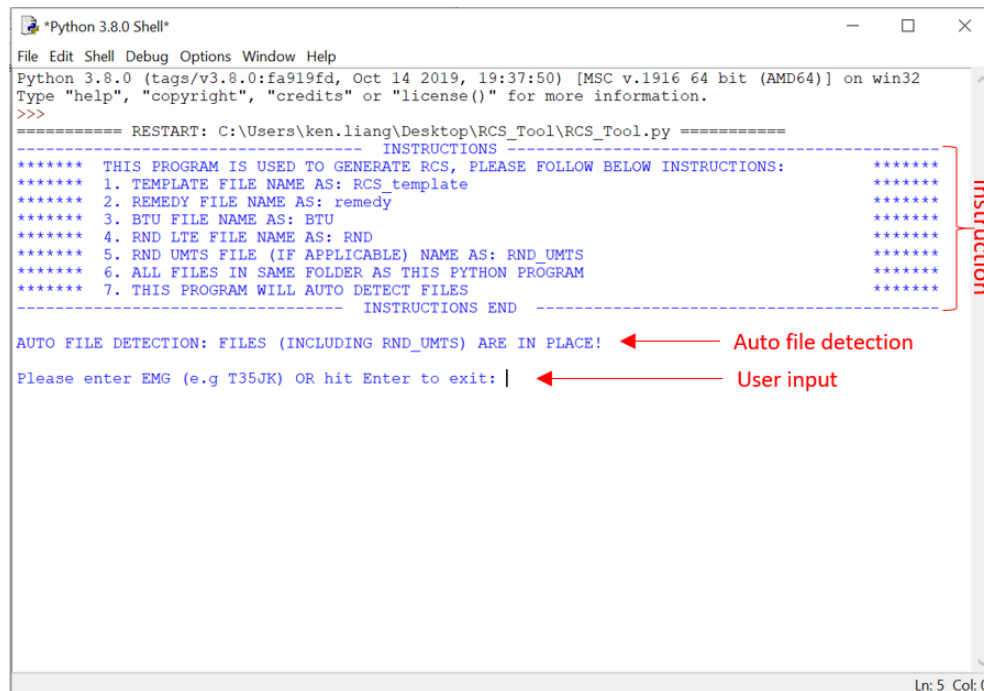 *Python 3.8.0 Shell*
File Edit Shell Debug Options Window Help
Python 3.8.0 (tags/v3.8.0:fa919fd, Oct 14 2019, 19:37:50) [MSC v.1916 64 bit (AMD64)] on win32
Type "help", "copyright", "credits" or "license()" for more information.
>>>
=========== RESTART: C:\Users\ken.liang\Desktop\RCS_Tool\RCS_Tool.py ===========
------------------------------------ INSTRUCTIONS ---------------------------------------------
******* THIS PROGRAM IS USED TO GENERATE RCS, PLEASE FOLLOW BELOW INSTRUCTIONS: *******
******* 1. TEMPLATE FILE NAME AS: RCS_template *******
******* 2. REMEDY FILE NAME AS: remedy *******
******* 3. BTU FILE NAME AS: BTU *******
******* 4. RND LTE FILE NAME AS: RND *******
******* 5. RND UMTS FILE (IF APPLICABLE) NAME AS: RND_UMTS *******
******* 6. ALL FILES IN SAME FOLDER AS THIS PYTHON PROGRAM *******
******* 7. THIS PROGRAM WILL AUTO DETECT FILES *******
---------------------------------- INSTRUCTIONS END ------------------------------------------
Instruction
AUTO FILE DETECTION: FILES (INCLUDING RND_UMTS) ARE IN PLACE!
Auto file detection
Please enter EMG (e.g T35JK) OR hit Enter to exit:
User input
Ln: 5 Col: 0